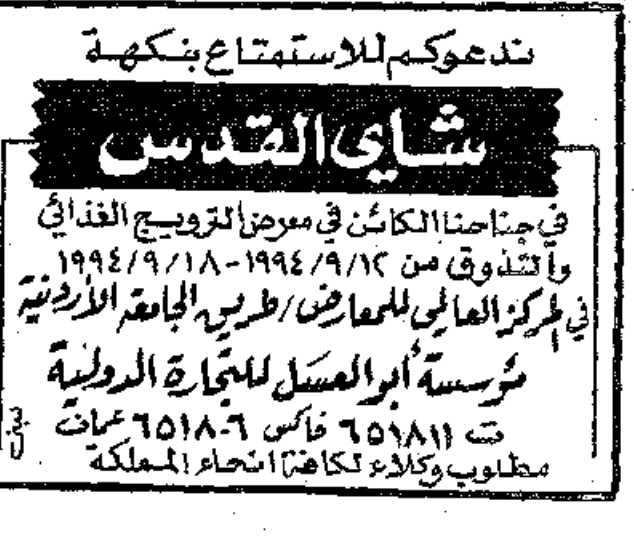 ندعوكم للاستمتاع بنكهة
شاي القدس
في جناحنا الكائن في معرض الترويج الغذائي
والتذوق من ١٩٩٤/٩/١٢-١٩٩٤/٩/١٨
في المركز العالمي للمعارض/طريق الجامعة الأردنية
مؤسسة أبو العسل للتجارة الدولية
ت ٦٥١٨١١ فاكس ٦٥١٨٠٦ عمان
مطلوب وكلاء لكافة انحاء المملكة